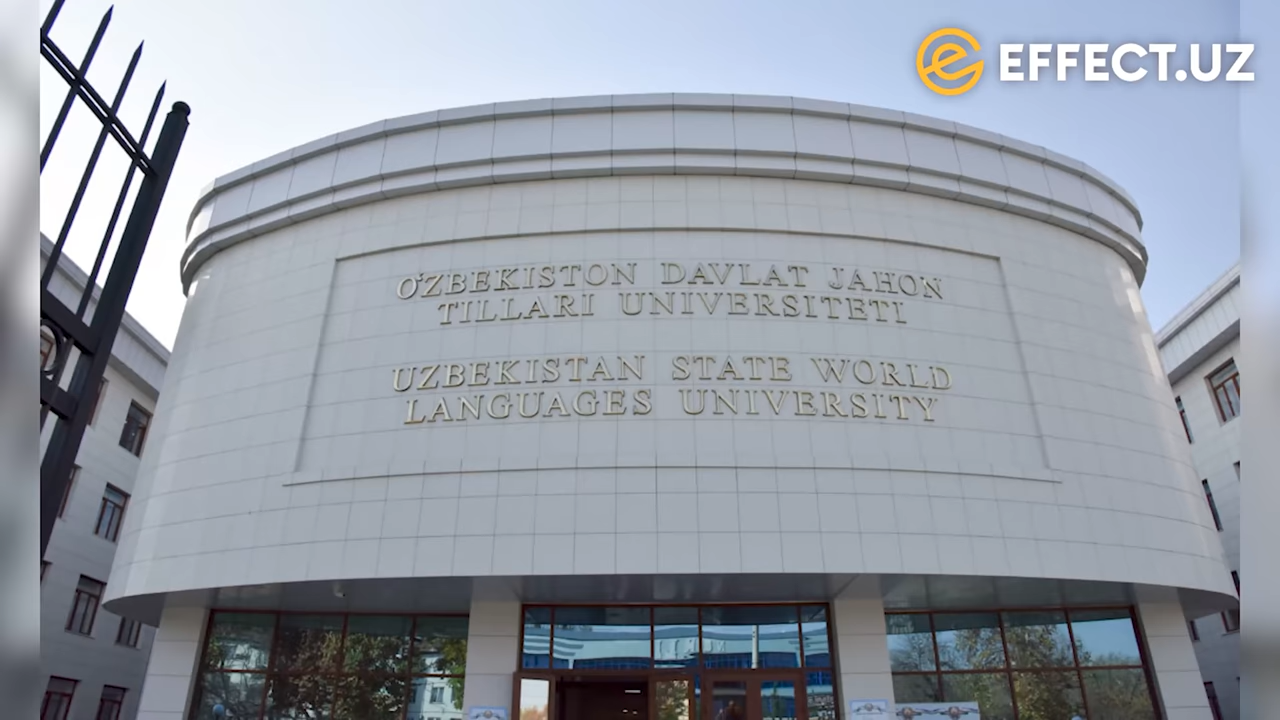 EFFECT.UZ
O'ZBEKISTON DAVLAT JAHON
TILLARI UNIVERSITETI
UZBEKISTAN STATE WORLD
LANGUAGES UNIVERSITY